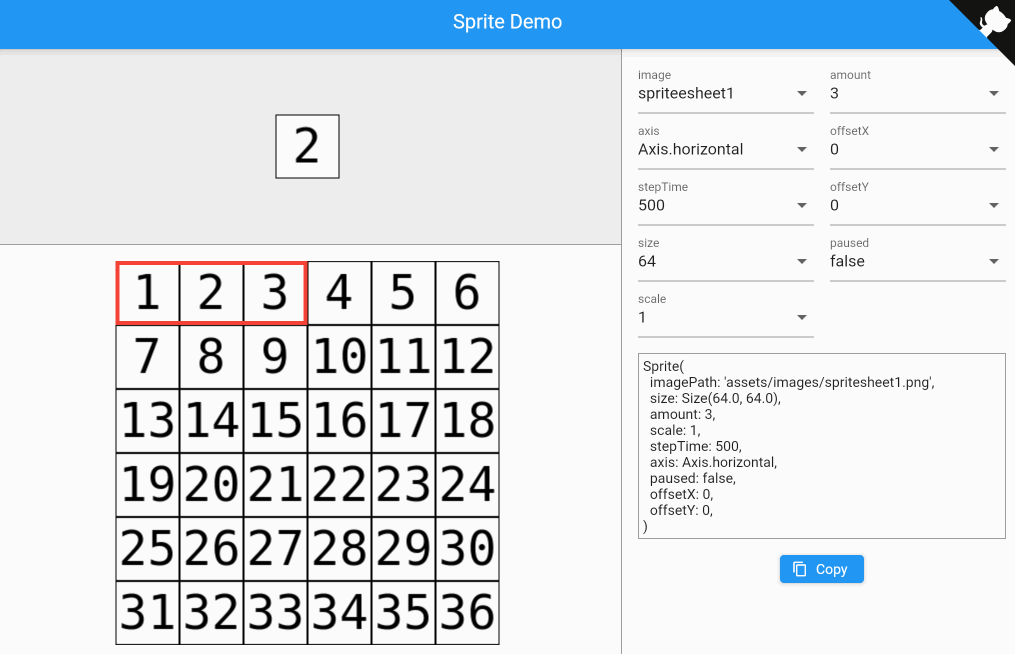 Sprite Demo
2
1 2 3 4 5 6
7 8 9 10 11 12
13 14 15 16 17 18
19 20 21 22 23 24
25 26 27 28 29 30
31 32 33 34 35 36
image
spriteesheet1
amount
3
axis
Axis.horizontal
offsetX
0
stepTime
500
offsetY
0
size
64
paused
false
scale
1
Sprite(
  imagePath: 'assets/images/spritesheet1.png',
  size: Size(64.0, 64.0),
  amount: 3,
  scale: 1,
  stepTime: 500,
  axis: Axis.horizontal,
  paused: false,
  offsetX: 0,
  offsetY: 0,
)
Copy